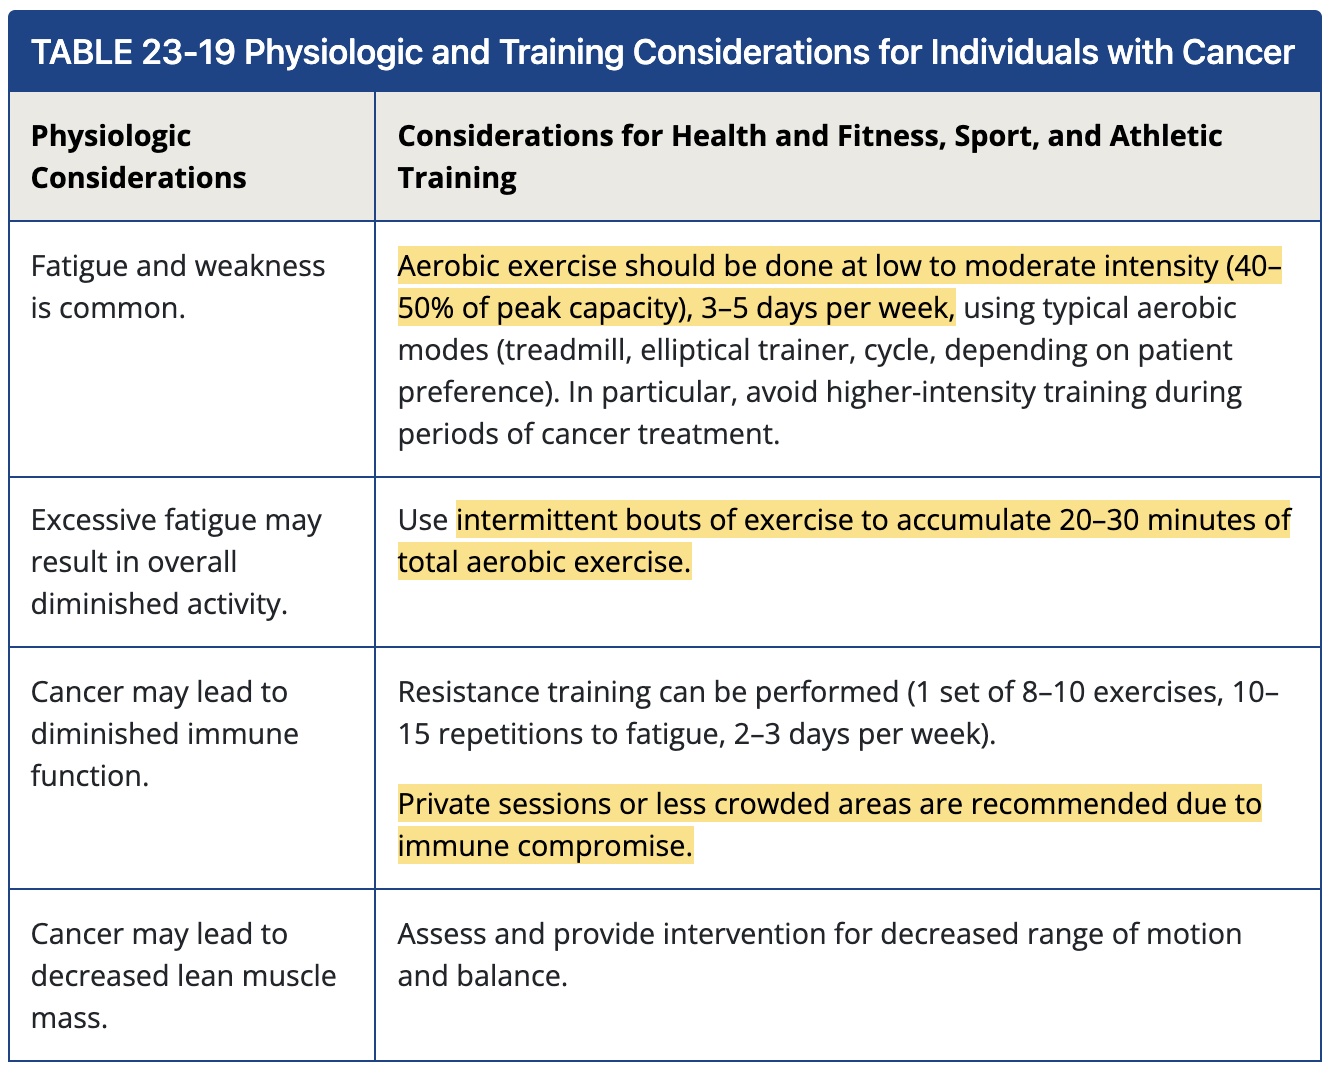 TABLE 23-19 Physiologic and Training Considerations for Individuals with Cancer
Physiologic
Considerations
Considerations for Health and Fitness, Sport, and Athletic
Training
Fatigue and weakness
is common.
Aerobic exercise should be done at low to moderate intensity (40–
50% of peak capacity), 3–5 days per week, using typical aerobic
modes (treadmill, elliptical trainer, cycle, depending on patient
preference). In particular, avoid higher-intensity training during
periods of cancer treatment.
Excessive fatigue may
result in overall
diminished activity.
Use intermittent bouts of exercise to accumulate 20–30 minutes of
total aerobic exercise.
Cancer may lead to
diminished immune
function.
Resistance training can be performed (1 set of 8–10 exercises, 10–
15 repetitions to fatigue, 2–3 days per week).
Private sessions or less crowded areas are recommended due to
immune compromise.
Cancer may lead to
decreased lean muscle
mass.
Assess and provide intervention for decreased range of motion
and balance.